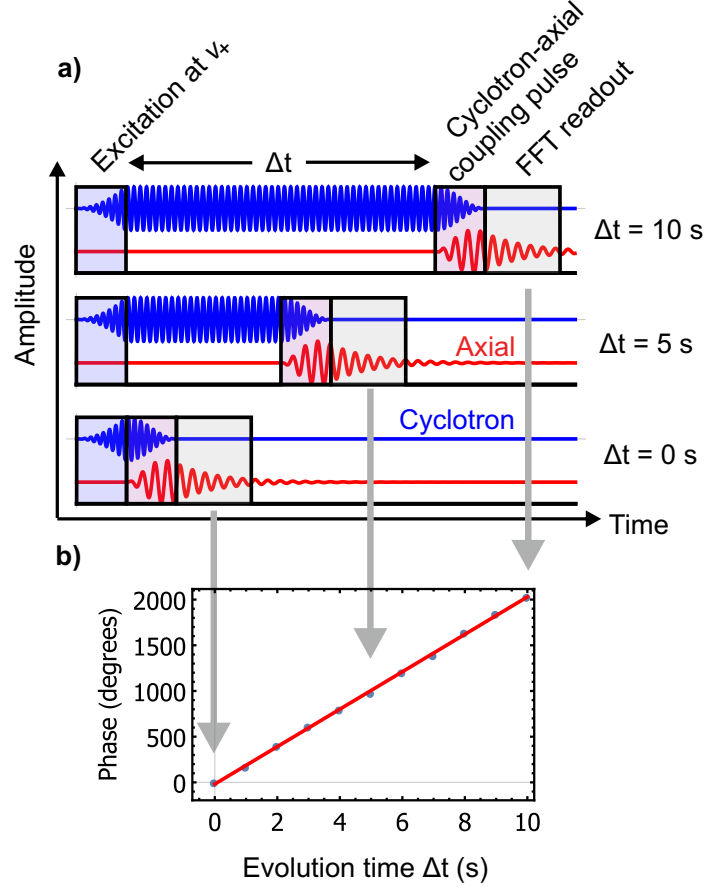 a)
Excitation at ν₊
Cyclotron-axial
coupling pulse
FFT readout
Δt
Amplitude
Δt = 10 s
Axial
Δt = 5 s
Cyclotron
Δt = 0 s
Time
b)
Phase (degrees)
2000
1500
1000
500
0
0 2 4 6 8 10
Evolution time Δt (s)